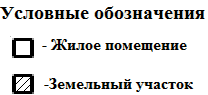 Условные обозначения
- Жилое помещение
-Земельный участок